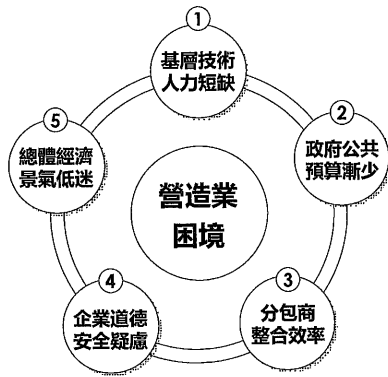 1
基層技術
人力短缺
2
政府公共
預算漸少
3
分包商
整合效率
4
企業道德
安全疑慮
5
總體經濟
景氣低迷
營造業
困境